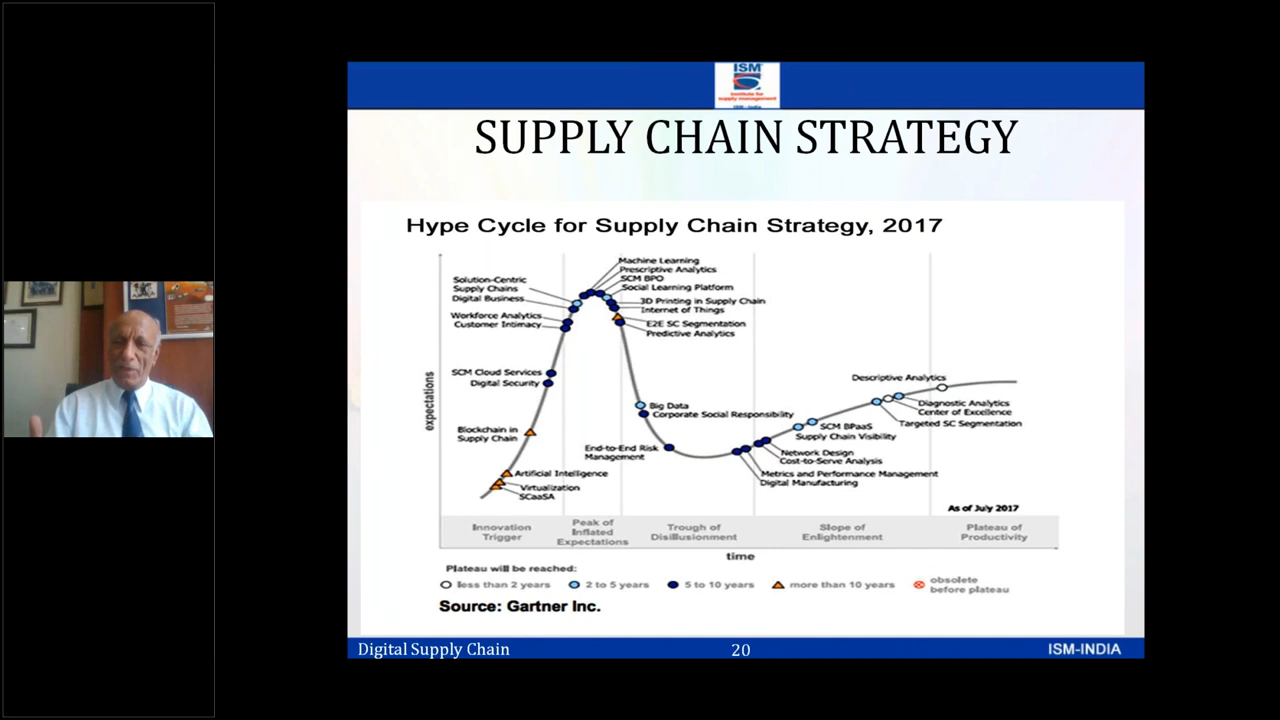 ISM
Institute for
supply management
ISM-India
SUPPLY CHAIN STRATEGY
Hype Cycle for Supply Chain Strategy, 2017
expectations
Solution-Centric
Supply Chains
Digital Business
Workforce Analytics
Customer Intimacy
SCM Cloud Services
Digital Security
Blockchain in
Supply Chain
Artificial Intelligence
Virtualization
SCaaSA
Machine Learning
Prescriptive Analytics
SCM BPO
Social Learning Platform
3D Printing in Supply Chain
Internet of Things
E2E SC Segmentation
Predictive Analytics
Big Data
Corporate Social Responsibility
End-to-End Risk
Management
Descriptive Analytics
Diagnostic Analytics
Center of Excellence
Targeted SC Segmentation
SCM BPaaS
Supply Chain Visibility
Network Design
Cost-to-Serve Analysis
Metrics and Performance Management
Digital Manufacturing
As of July 2017
Innovation
Trigger
Peak of
Inflated
Expectations
Trough of
Disillusionment
Slope of
Enlightenment
Plateau of
Productivity
time
Plateau will be reached:
less than 2 years
2 to 5 years
5 to 10 years
more than 10 years
obsolete
before plateau
Source: Gartner Inc.
Digital Supply Chain
20
ISM-INDIA